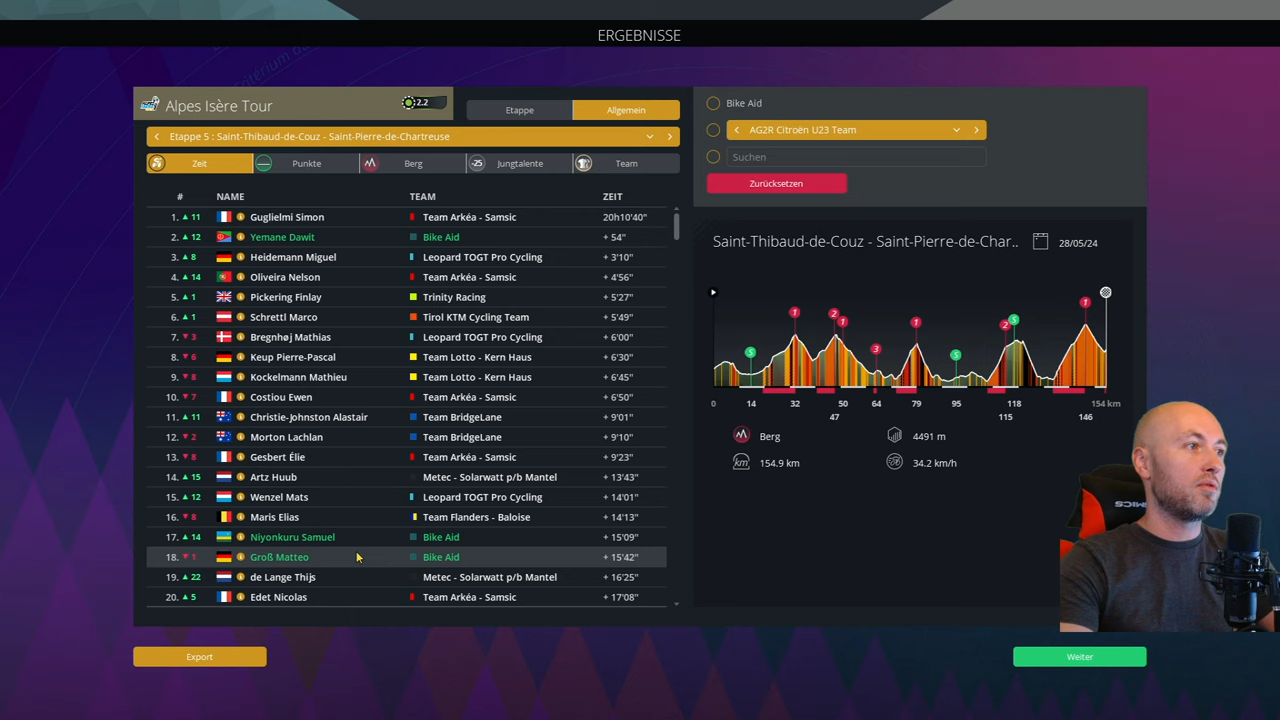 ERGEBNISSE
Alpes Isère Tour
2.2
Etappe
Allgemein
Etappe 5 : Saint-Thibaud-de-Couz - Saint-Pierre-de-Chartreuse
Zeit
Punkte
Berg
-25
Jungtalente
Team
# NAME TEAM ZEIT
1. 11 Guglielmi Simon Team Arkéa - Samsic 20h10'40"
2. 12 Yemane Dawit Bike Aid + 54"
3. 8 Heidemann Miguel Leopard TOGT Pro Cycling + 3'10"
4. 14 Oliveira Nelson Team Arkéa - Samsic + 4'56"
5. 1 Pickering Finlay Trinity Racing + 5'27"
6. 1 Schrettl Marco Tirol KTM Cycling Team + 5'49"
7. 3 Bregnhøj Mathias Leopard TOGT Pro Cycling + 6'00"
8. 6 Keup Pierre-Pascal Team Lotto - Kern Haus + 6'30"
9. 8 Kockelmann Mathieu Team Lotto - Kern Haus + 6'45"
10. 7 Costiou Ewen Team Arkéa - Samsic + 6'50"
11. 11 Christie-Johnston Alastair Team BridgeLane + 9'01"
12. 2 Morton Lachlan Team BridgeLane + 9'10"
13. 8 Gesbert Élie Team Arkéa - Samsic + 9'23"
14. 15 Artz Huub Metec - Solarwatt p/b Mantel + 13'43"
15. 12 Wenzel Mats Leopard TOGT Pro Cycling + 14'01"
16. 8 Maris Elias Team Flanders - Baloise + 14'13"
17. 14 Niyonkuru Samuel Bike Aid + 15'09"
18. 1 Groß Matteo Bike Aid + 15'42"
19. 22 de Lange Thijs Metec - Solarwatt p/b Mantel + 16'25"
20. 5 Edet Nicolas Team Arkéa - Samsic + 17'08"
Export
Bike Aid
AG2R Citroën U23 Team
Suchen
Zurücksetzen
Saint-Thibaud-de-Couz - Saint-Pierre-de-Char..
28/05/24
S 1 2 1 3 1 S 2 S 1
0 14 32 50 64 79 95 118 154 km
47 115 146
Berg
4491 m
km 154.9 km
34.2 km/h
Weiter